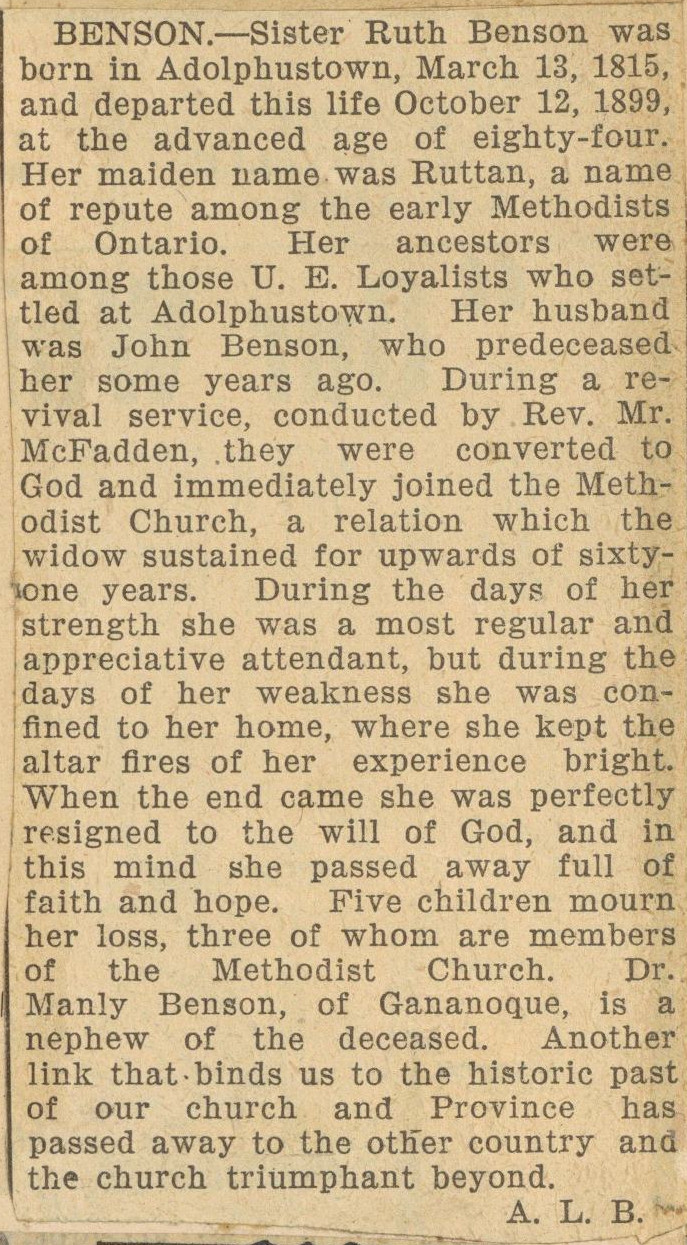 BENSON.—Sister Ruth Benson was
born in Adolphustown, March 13, 1815,
and departed this life October 12, 1899,
at the advanced age of eighty-four.
Her maiden name was Ruttan, a name
of repute among the early Methodists
of Ontario. Her ancestors were
among those U. E. Loyalists who set-
tled at Adolphustown. Her husband
was John Benson, who predeceased
her some years ago. During a re-
vival service, conducted by Rev. Mr.
McFadden, they were converted to
God and immediately joined the Meth-
odist Church, a relation which the
widow sustained for upwards of sixty-
one years. During the days of her
strength she was a most regular and
appreciative attendant, but during the
days of her weakness she was con-
fined to her home, where she kept the
altar fires of her experience bright.
When the end came she was perfectly
resigned to the will of God, and in
this mind she passed away full of
faith and hope. Five children mourn
her loss, three of whom are members
of the Methodist Church. Dr.
Manly Benson, of Gananoque, is a
nephew of the deceased. Another
link that binds us to the historic past
of our church and Province has
passed away to the other country and
the church triumphant beyond.
A. L. B.